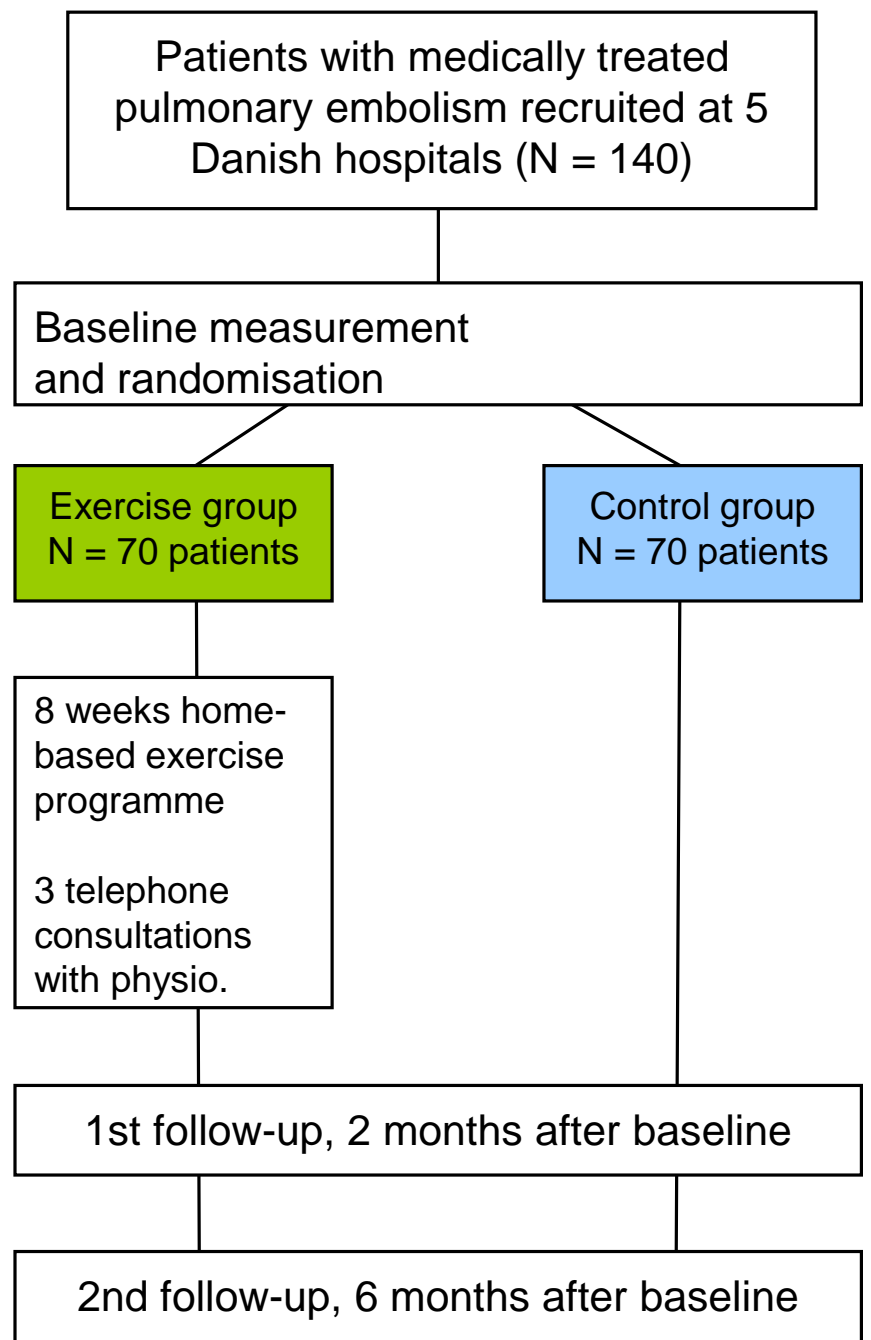 Patients with medically treated
pulmonary embolism recruited at 5
Danish hospitals (N = 140)
Baseline measurement
and randomisation
Exercise group
N = 70 patients
Control group
N = 70 patients
8 weeks home-
based exercise
programme
3 telephone
consultations
with physio.
1st follow-up, 2 months after baseline
2nd follow-up, 6 months after baseline